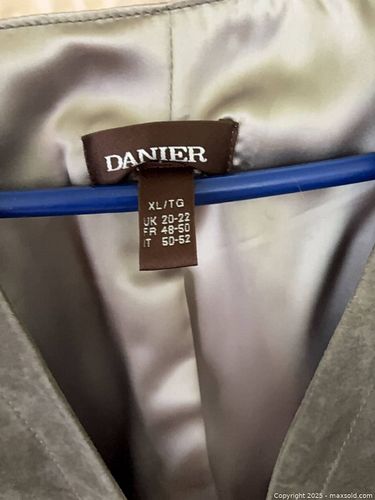 DANIER
XL/TG
UK 20-22
FR 48-50
IT 50-52
Copyright 2025 - maxsold.com